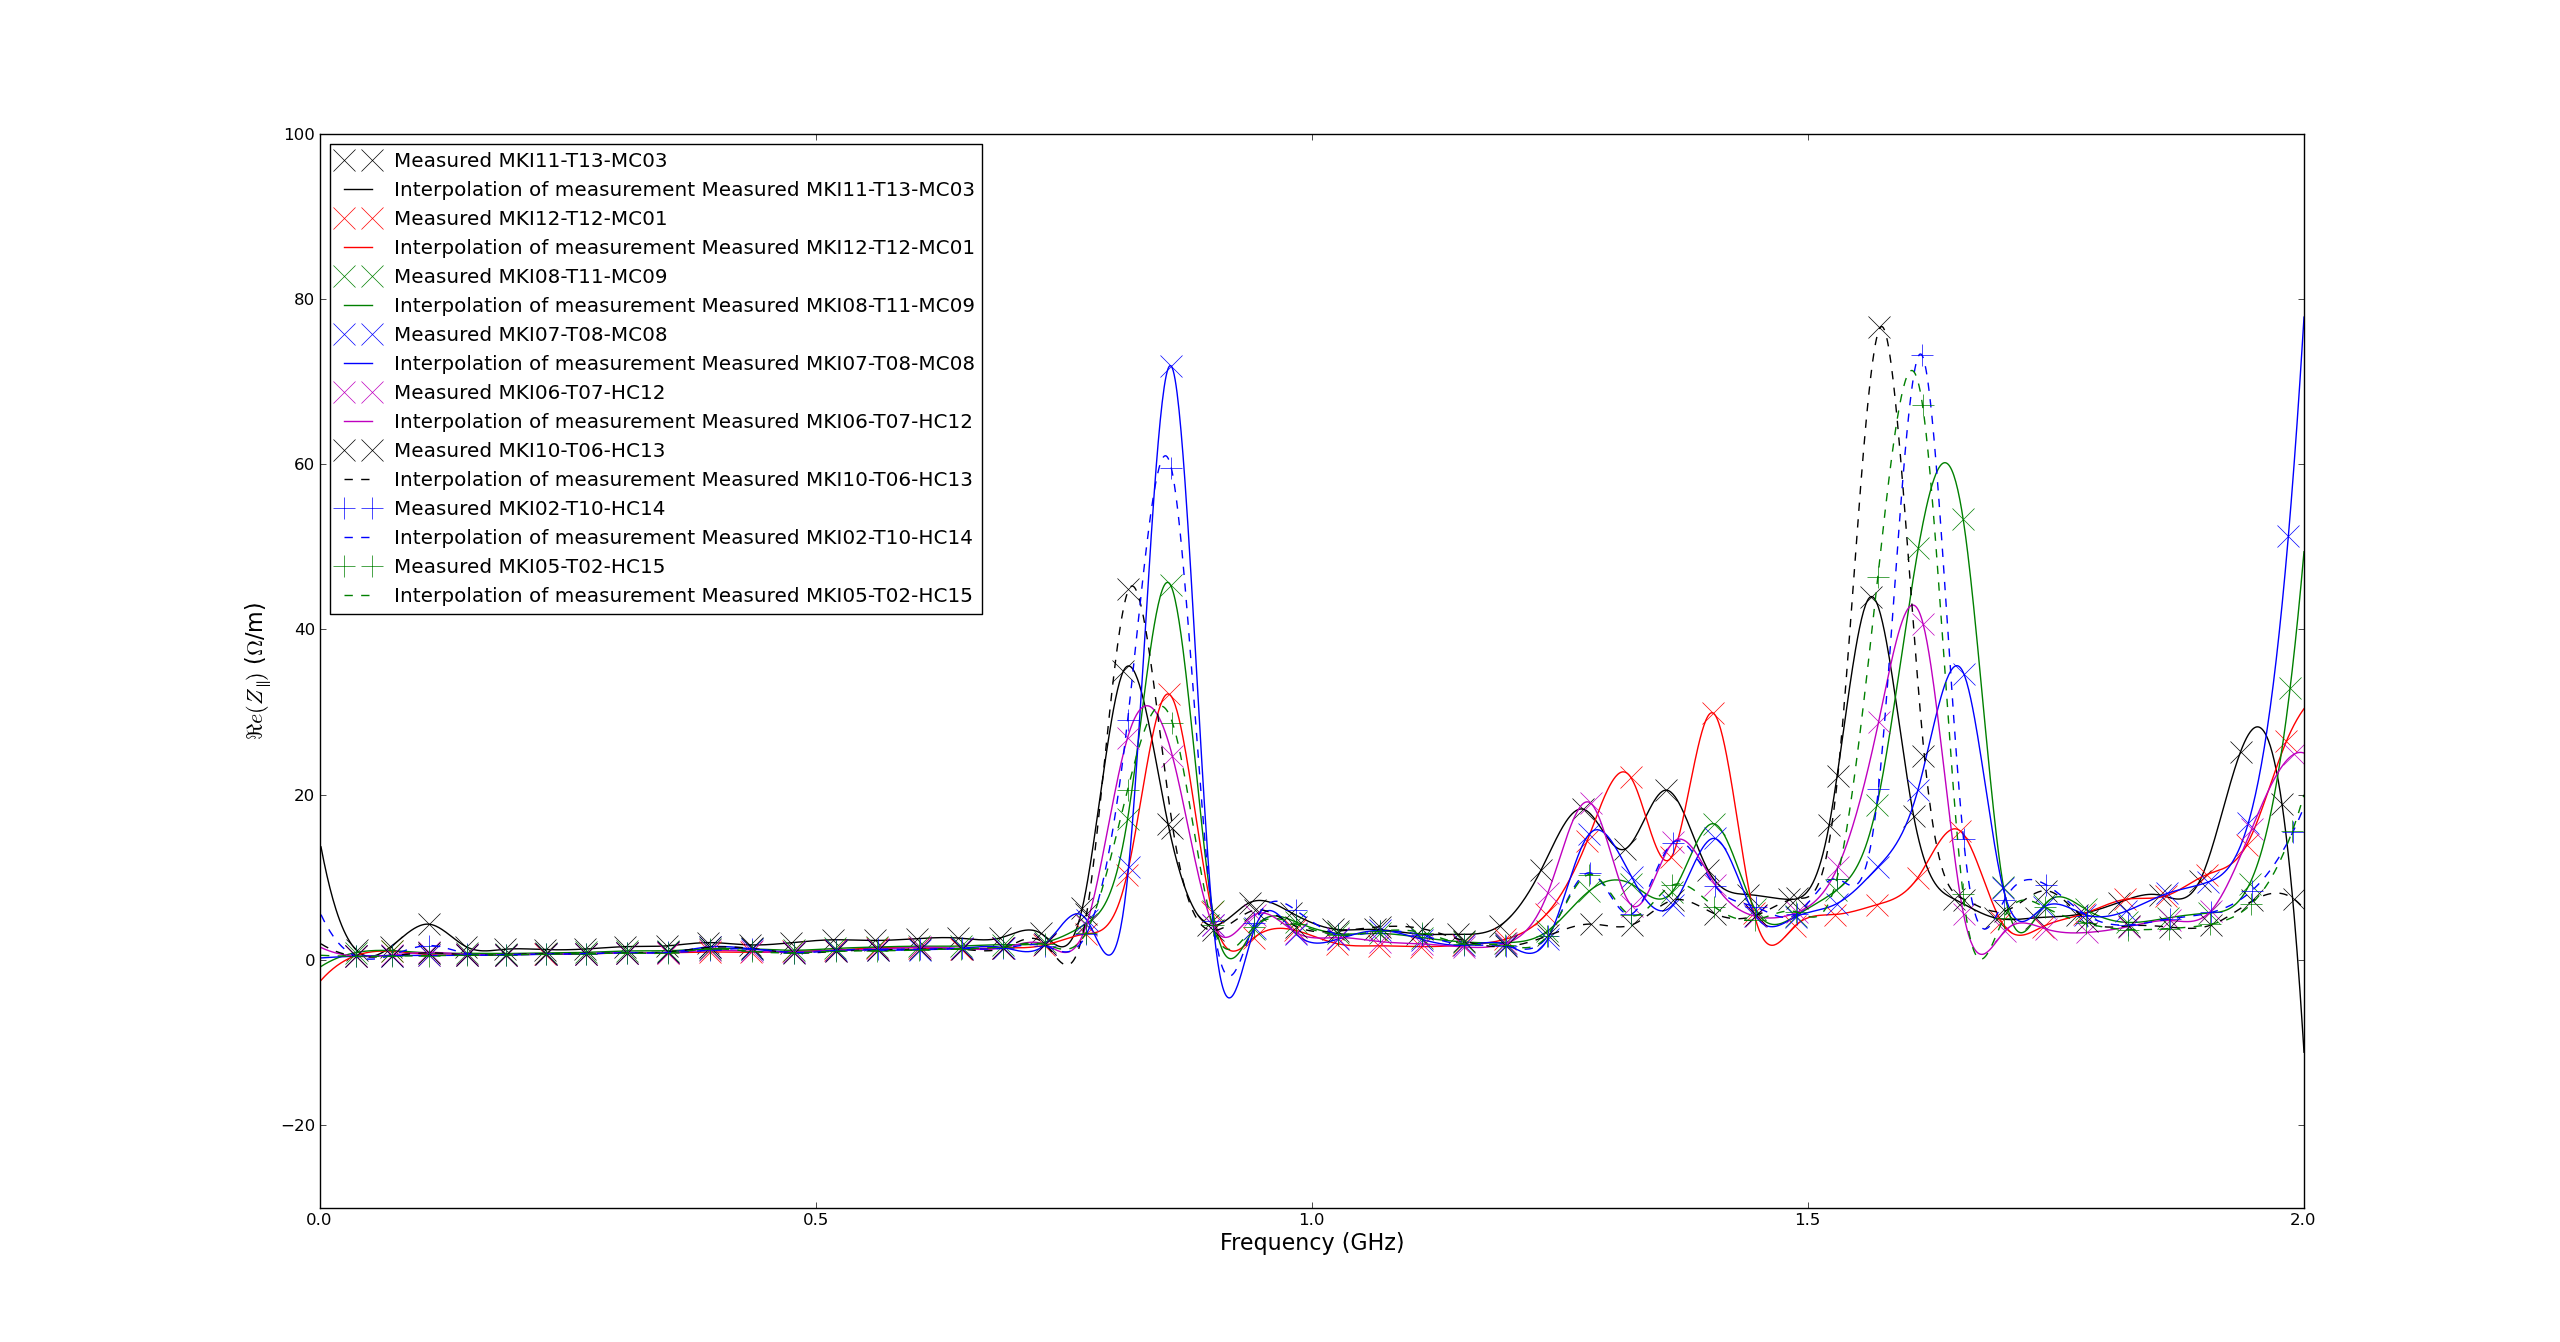 100
80
60
40
20
0
−20
ℜe(Z∥) (Ω/m)
Measured MKI11-T13-MC03
Interpolation of measurement Measured MKI11-T13-MC03
Measured MKI12-T12-MC01
Interpolation of measurement Measured MKI12-T12-MC01
Measured MKI08-T11-MC09
Interpolation of measurement Measured MKI08-T11-MC09
Measured MKI07-T08-MC08
Interpolation of measurement Measured MKI07-T08-MC08
Measured MKI06-T07-HC12
Interpolation of measurement Measured MKI06-T07-HC12
Measured MKI10-T06-HC13
Interpolation of measurement Measured MKI10-T06-HC13
Measured MKI02-T10-HC14
Interpolation of measurement Measured MKI02-T10-HC14
Measured MKI05-T02-HC15
Interpolation of measurement Measured MKI05-T02-HC15
0.0 0.5 1.0 1.5 2.0
Frequency (GHz)